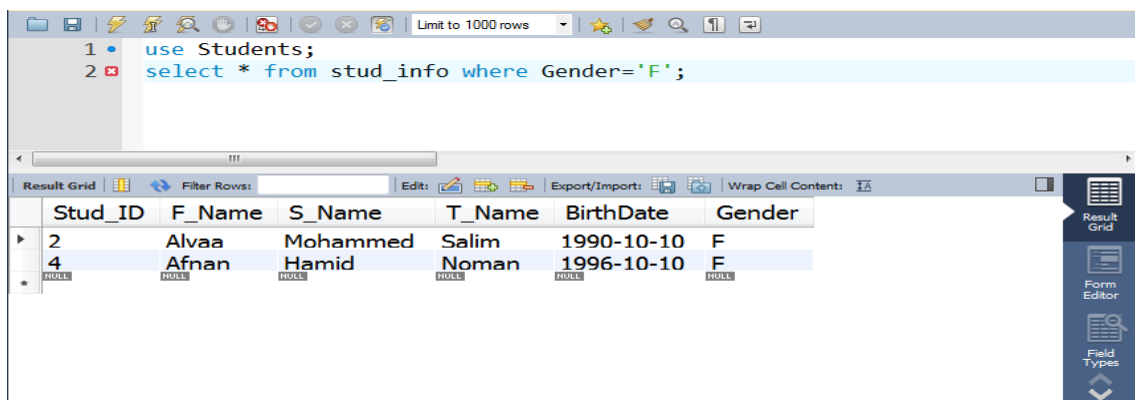 Limit to 1000 rows
1 use Students;
2 select * from stud_info where Gender='F';
Result Grid Filter Rows: Edit: Export/Import: Wrap Cell Content:
Stud_ID F_Name S_Name T_Name BirthDate Gender
2 Alvaa Mohammed Salim 1990-10-10 F
4 Afnan Hamid Noman 1996-10-10 F
NULL NULL NULL NULL NULL NULL
Result
Grid
Form
Editor
Field
Types